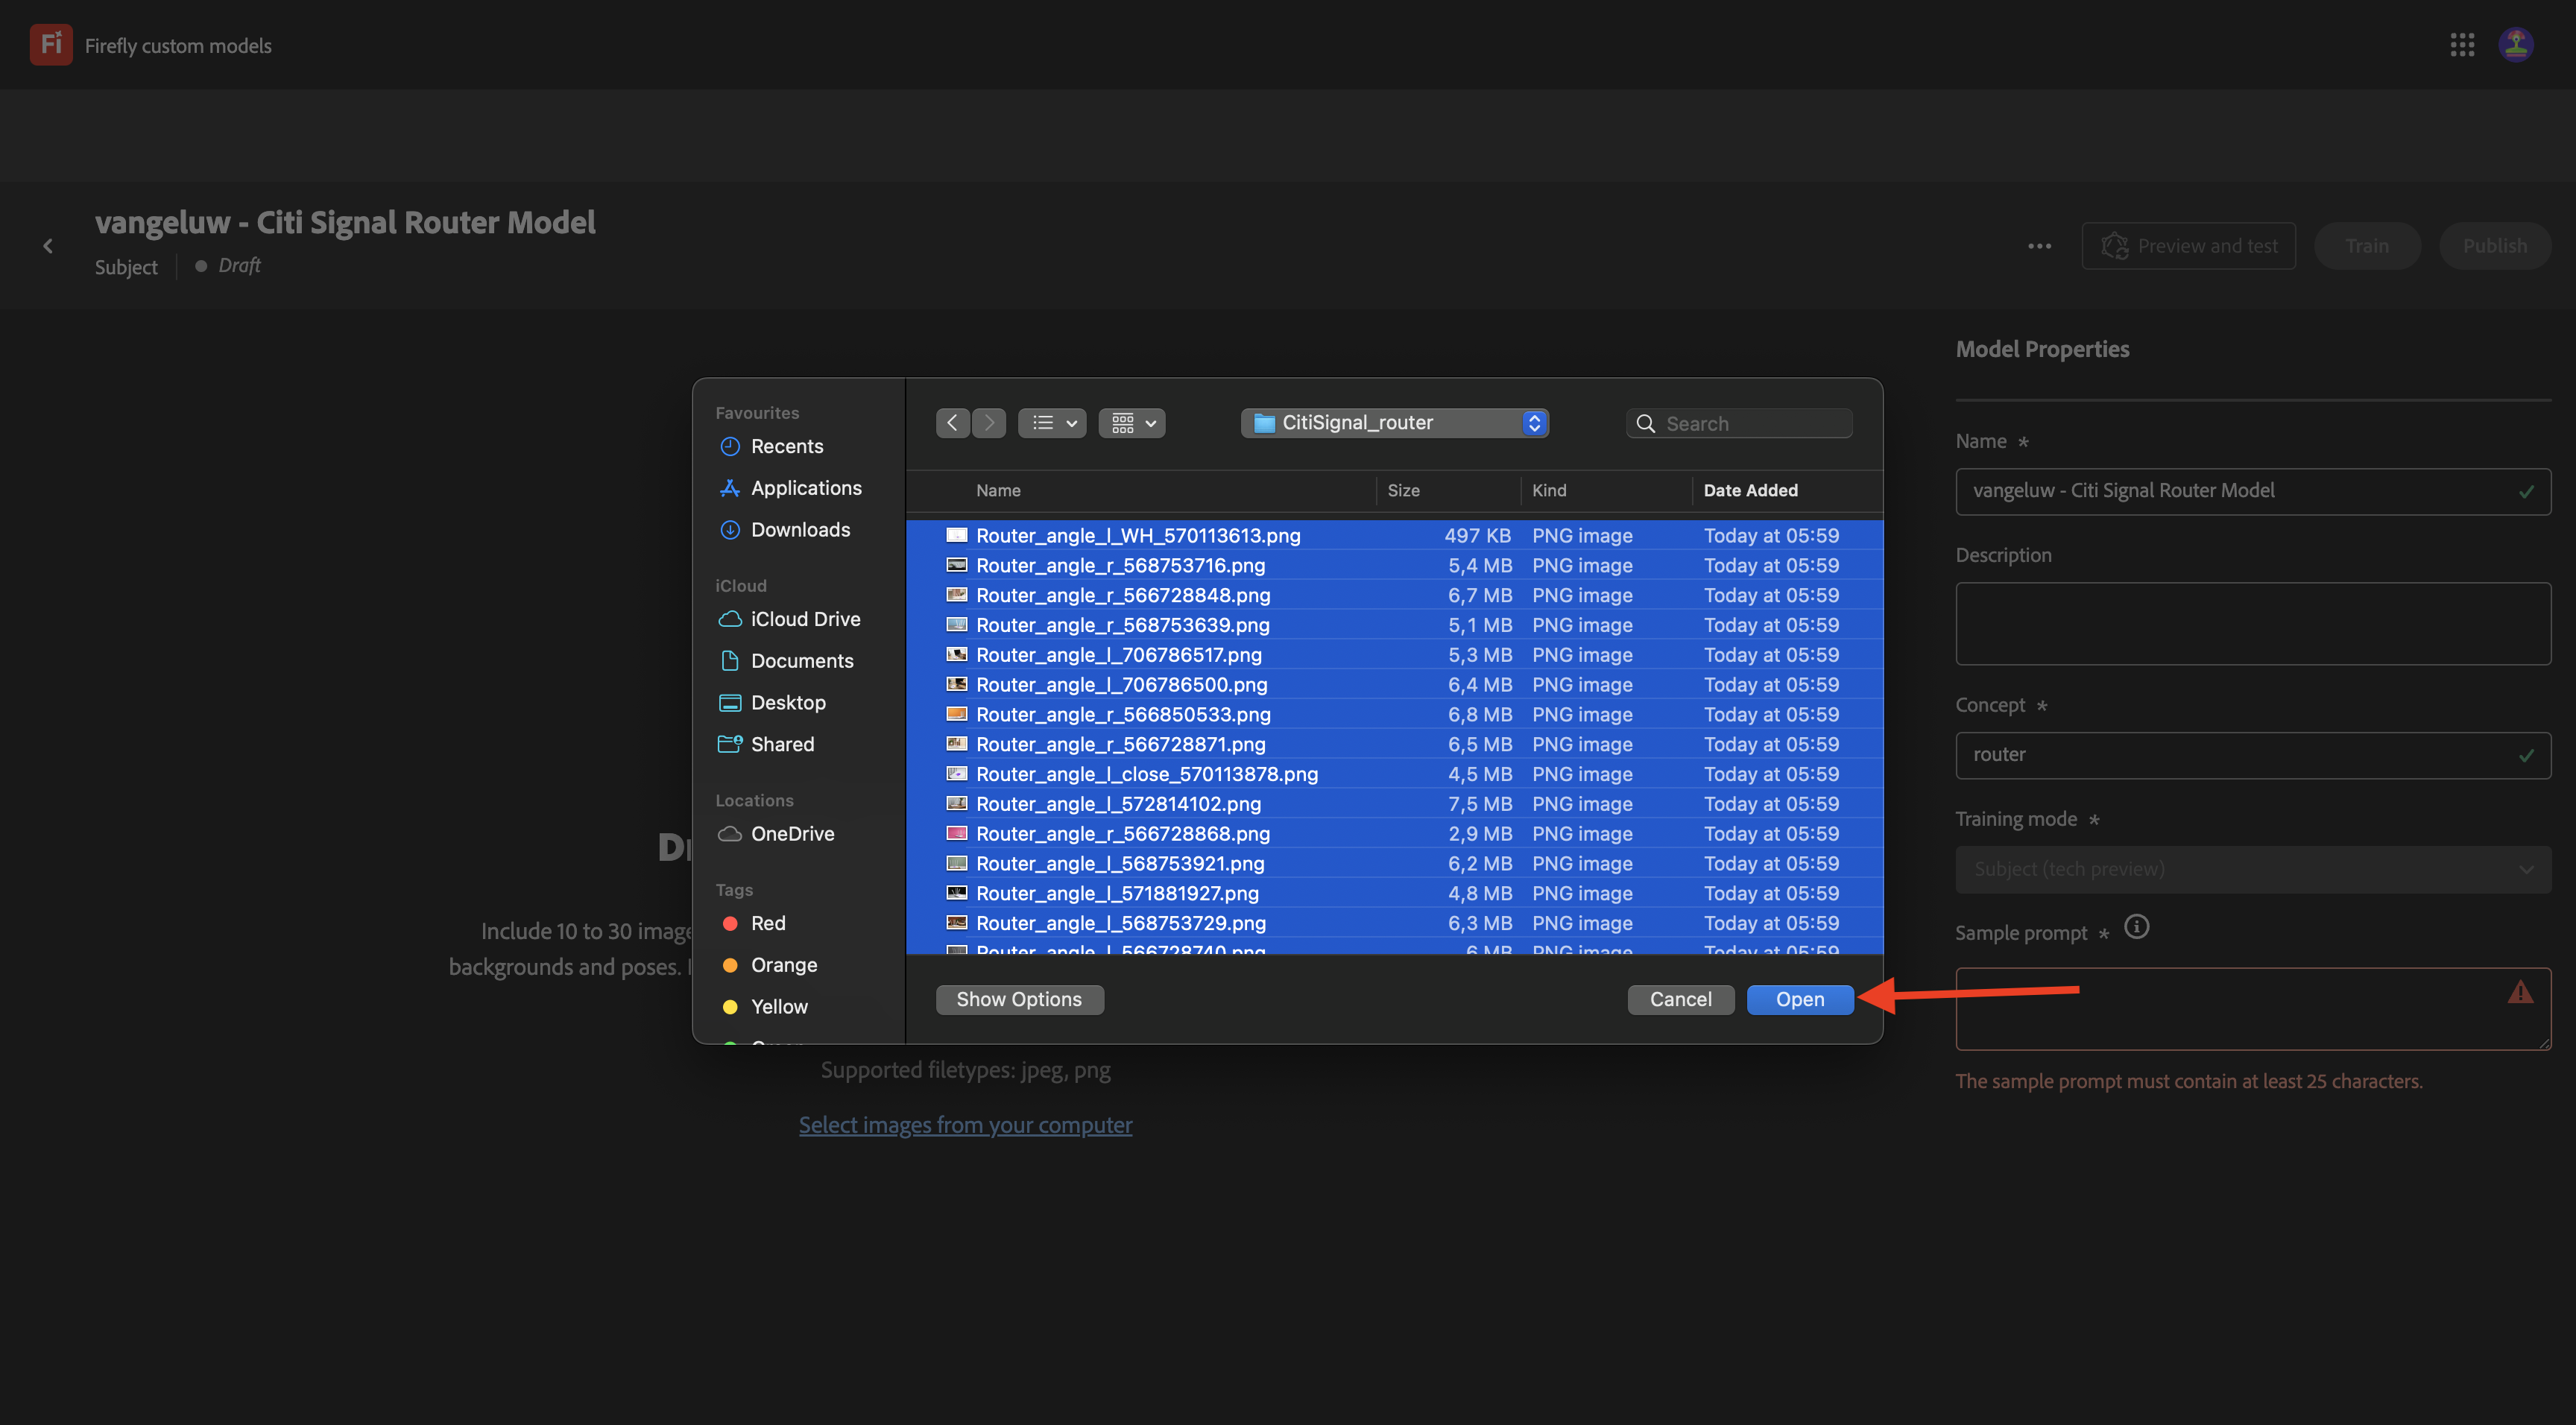 Fi Firefly custom models
vangeluw - Citi Signal Router Model
Subject
Draft
Preview and test
Train
Publish
Favourites
Recents
Applications
Downloads
iCloud
iCloud Drive
Documents
Desktop
Shared
Locations
OneDrive
Tags
Red
Orange
Yellow
CitiSignal_router
Search
Name Size Kind Date Added
Router_angle_l_WH_570113613.png 497 KB PNG image Today at 05:59
Router_angle_r_568753716.png 5,4 MB PNG image Today at 05:59
Router_angle_r_566728848.png 6,7 MB PNG image Today at 05:59
Router_angle_r_568753639.png 5,1 MB PNG image Today at 05:59
Router_angle_l_706786517.png 5,3 MB PNG image Today at 05:59
Router_angle_l_706786500.png 6,4 MB PNG image Today at 05:59
Router_angle_r_566850533.png 6,8 MB PNG image Today at 05:59
Router_angle_r_566728871.png 6,5 MB PNG image Today at 05:59
Router_angle_l_close_570113878.png 4,5 MB PNG image Today at 05:59
Router_angle_l_572814102.png 7,5 MB PNG image Today at 05:59
Router_angle_r_566728868.png 2,9 MB PNG image Today at 05:59
Router_angle_l_568753921.png 6,2 MB PNG image Today at 05:59
Router_angle_l_571881927.png 4,8 MB PNG image Today at 05:59
Router_angle_l_568753729.png 6,3 MB PNG image Today at 05:59
Router_angle_l_566728740.png 6 MB PNG image Today at 05:59
Show Options
Cancel
Open
Include 10 to 30 image
backgrounds and poses.
Supported filetypes: jpeg, png
Select images from your computer
Model Properties
Name *
vangeluw - Citi Signal Router Model
Description
Concept *
router
Training mode *
Subject (tech preview)
Sample prompt *
The sample prompt must contain at least 25 characters.